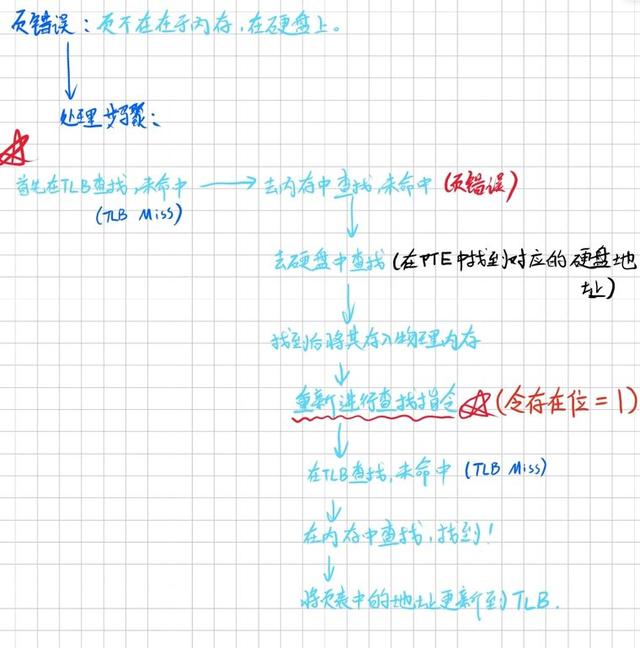 页错误：页不在在于内存，在硬盘上。
处理步骤：
首先在TLB查找，未命中 → 去内存中查找，未命中（页错误）
（TLB Miss）
去硬盘中查找（在PTE中找到对应的硬盘地
址）
找到后将其存入物理内存
重新进行查找指令（令存在位=1）
在TLB查找，未命中（TLB Miss）
在内存中查找，找到！
将页表中的地址更新到TLB.